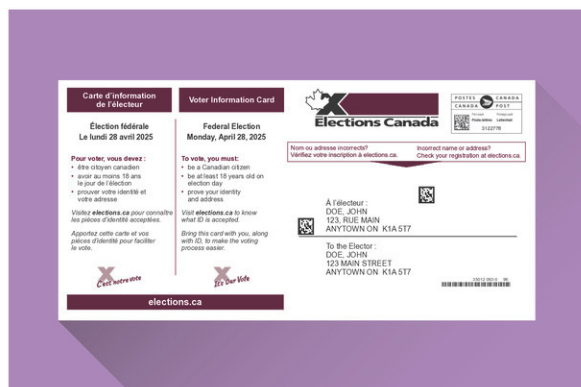 Carte d'information
de l'électeur
Élection fédérale
Le lundi 28 avril 2025
Pour voter, vous devez :
• être citoyen canadien
• avoir au moins 18 ans
le jour de l'élection
• prouver votre identité et
votre adresse
Visitez elections.ca pour connaître
les pièces d'identité acceptées.
Apportez cette carte et vos
pièces d'identité pour faciliter
le vote.
C'est notre vote
Voter Information Card
Federal Election
Monday, April 28, 2025
To vote, you must:
• be a Canadian citizen
• be at least 18 years old on
election day
• prove your identity
and address
Visit elections.ca to know
what ID is accepted.
Bring this card with you, along
with ID, to make the voting
process easier.
It's Our Vote
elections.ca
Elections Canada
POSTES CANADA
CANADA POST
3122778
Nom ou adresse incorrects?
Vérifiez votre inscription à elections.ca.
Incorrect name or address?
Check your registration at elections.ca.
À l'électeur :
DOE, JOHN
123, RUE MAIN
ANYTOWN ON K1A 5T7
To the Elector :
DOE, JOHN
123 MAIN STREET
ANYTOWN ON K1A 5T7